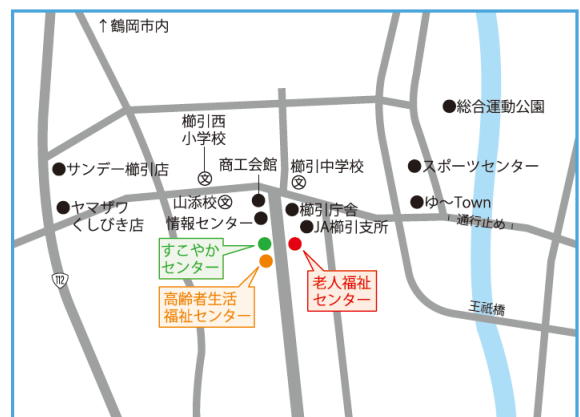 ↑鶴岡市内
総合運動公園
櫛引西
小学校
商工会館
櫛引中学校
サンデー櫛引店
スポーツセンター
文
文
山添校文
ヤマザワ
くしびき店
情報センター
櫛引庁舎
JA櫛引支所
ゆ〜Town
通行止め
すこやか
センター
老人福祉
センター
高齢者生活
福祉センター
112
王祇橋